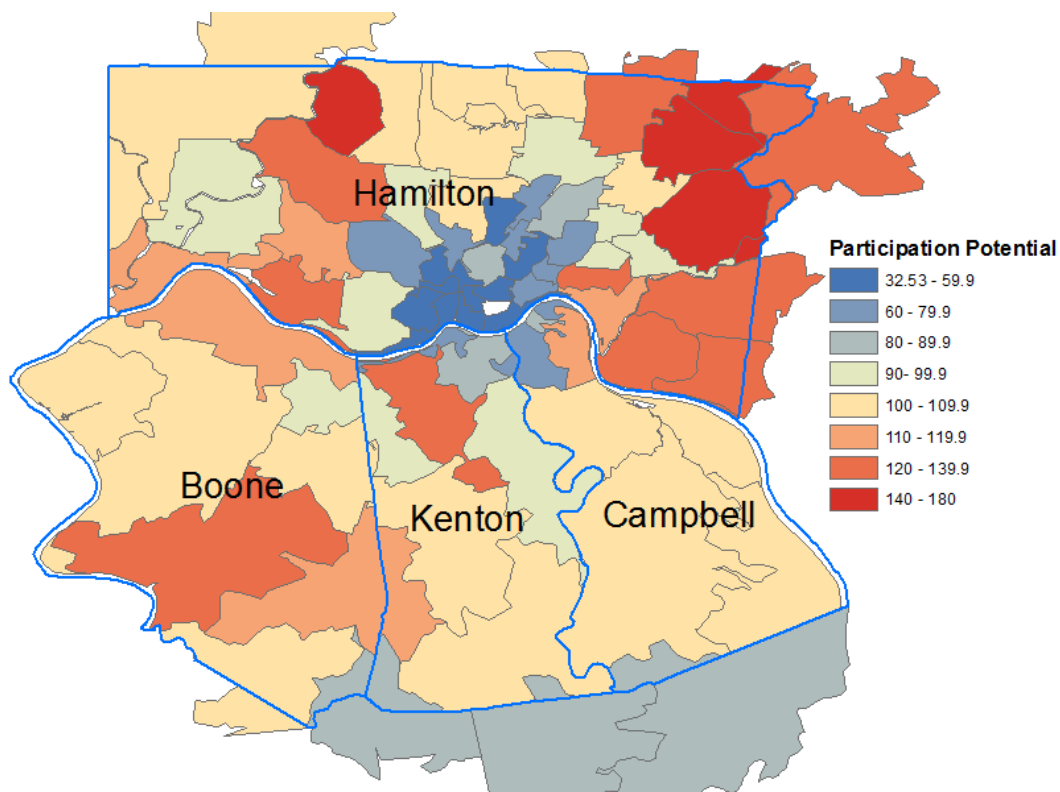 Hamilton
Participation Potential
32.53 - 59.9
60 - 79.9
80 - 89.9
90- 99.9
100 - 109.9
110 - 119.9
120 - 139.9
140 - 180
Boone
Kenton
Campbell